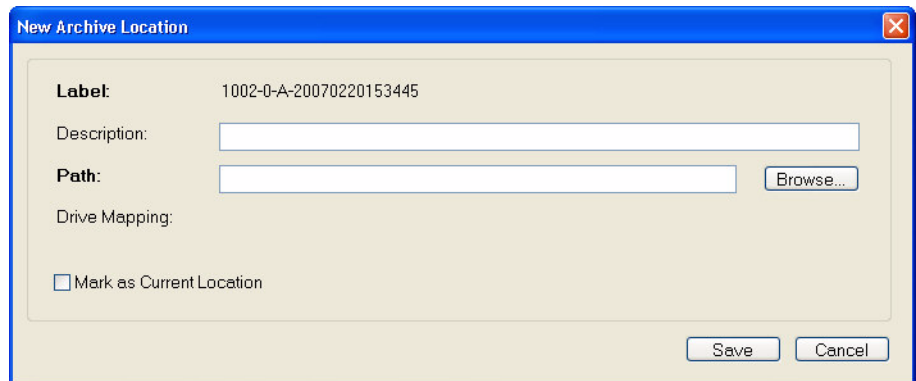 New Archive Location
Label: 1002-0-A-20070220153445
Description:
Path: Browse...
Drive Mapping:
Mark as Current Location
Save Cancel